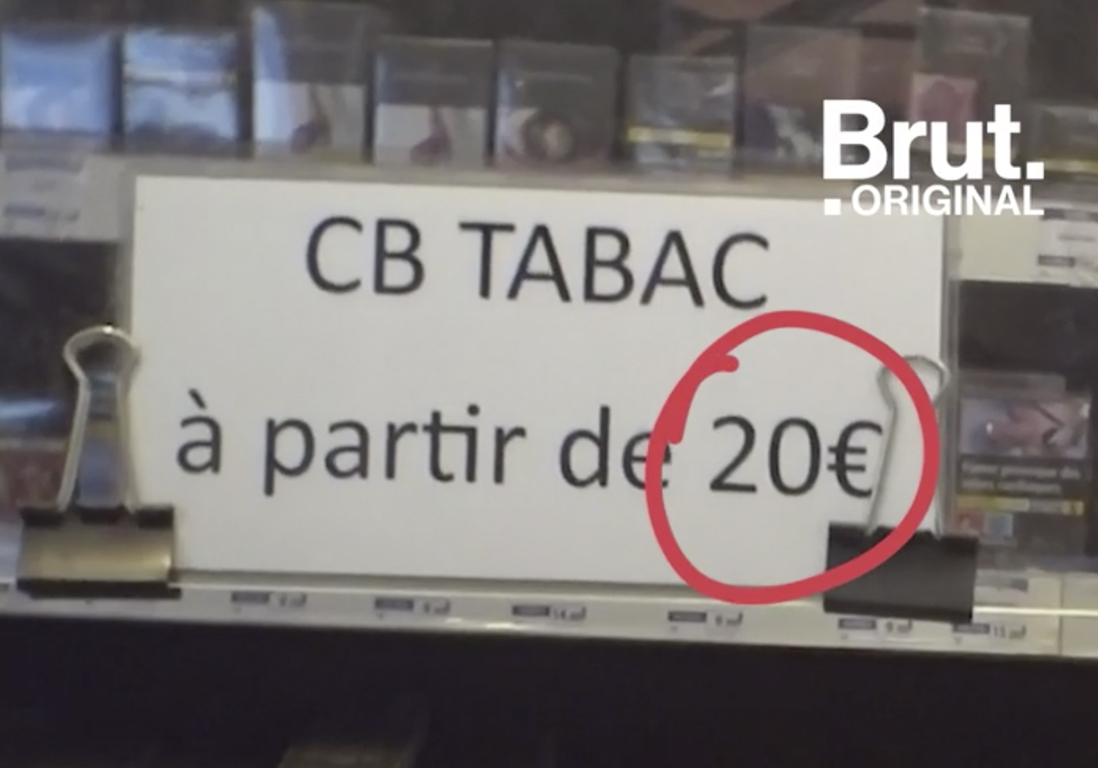 Brut.
ORIGINAL
CB TABAC
à partir de 20€